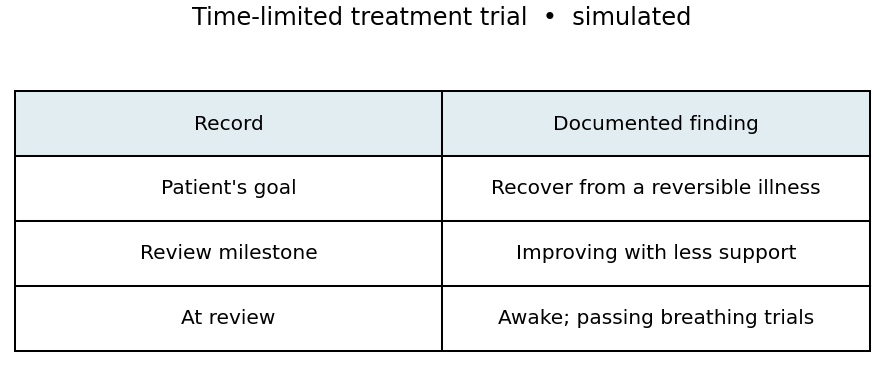 Time-limited treatment trial • simulated
Record Documented finding
Patient's goal Recover from a reversible illness
Review milestone Improving with less support
At review Awake; passing breathing trials